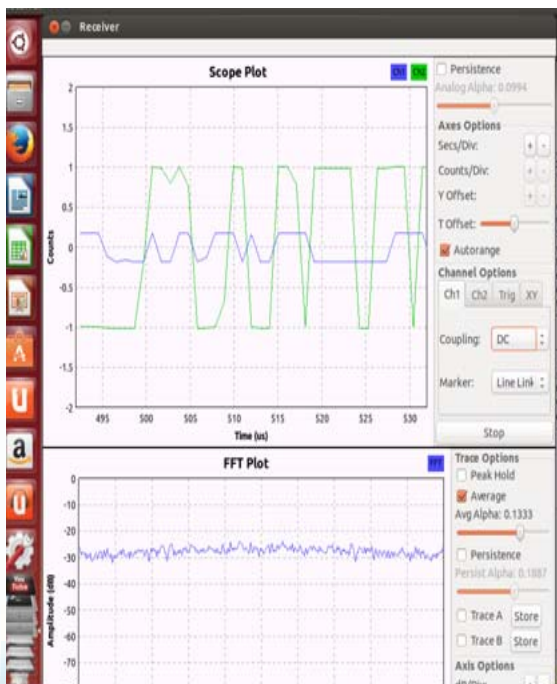 Receiver
Scope Plot
Ch1 Ch2
Persistence
Analog Alpha: 0.0994
Axes Options
Secs/Div: + -
Counts/Div: + -
Y Offset: + -
T Offset:
Autorange
Channel Options
Ch1 Ch2 Trig XY
Coupling: DC
Marker: Line Link
Stop
Counts
2
1.5
1
0.5
0
-0.5
-1
-1.5
-2
495 500 505 510 515 520 525 530
Time (us)
FFT Plot
FFT
Trace Options
Peak Hold
Average
Avg Alpha: 0.1333
Persistence
Persist Alpha: 0.1887
Trace A Store
Trace B Store
Axis Options
Amplitude (dB)
0
-10
-20
-30
-40
-50
-60
-70